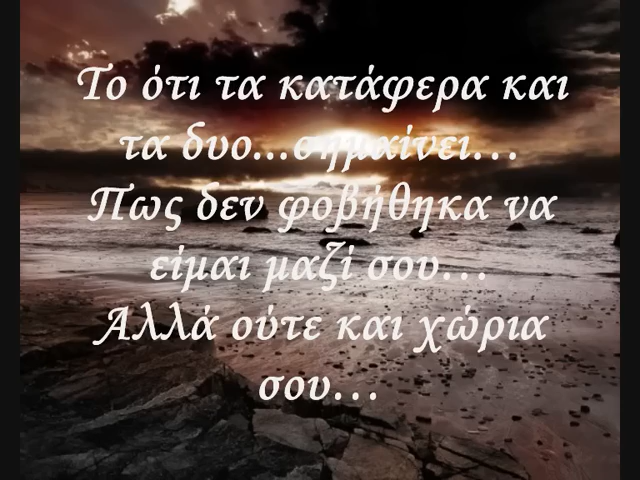 Το ότι τα κατάφερα και
τα δυο...σημαίνει...
Πως δεν φοβήθηκα να
είμαι μαζί σου...
Αλλά ούτε και χώρια
σου...